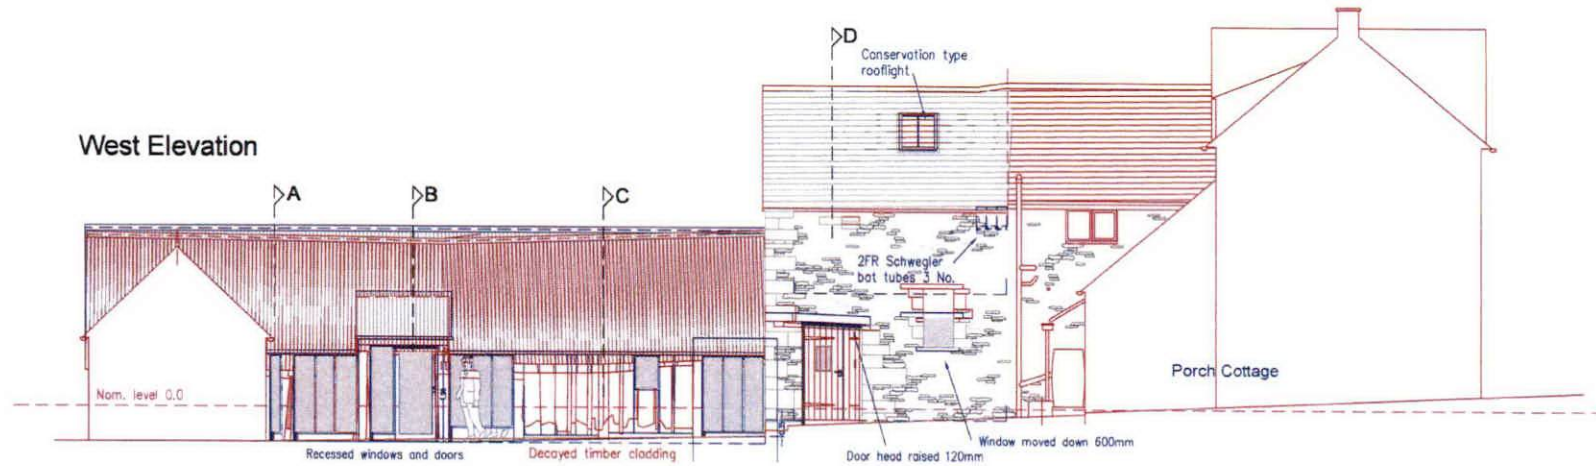 D
Conservation type
rooflight
West Elevation
A
B
C
2FR Schwegler
bat tubes 3 No.
Porch Cottage
Nom. level 0.0
Recessed windows and doors
Decayed timber cladding
Door head raised 120mm
Window moved down 600mm